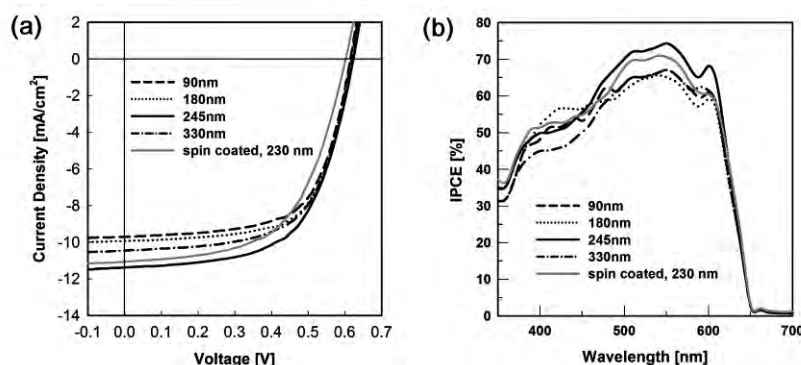 (a)
2
0
-2
-4
-6
-8
-10
-12
-14
Current Density [mA/cm²]
90nm
180nm
245nm
330nm
spin coated, 230 nm
-0.1 0.0 0.1 0.2 0.3 0.4 0.5 0.6 0.7
Voltage [V]
(b)
80
70
60
50
40
30
20
10
0
IPCE [%]
90nm
180nm
245nm
330nm
spin coated, 230 nm
400 500 600 700
Wavelength [nm]